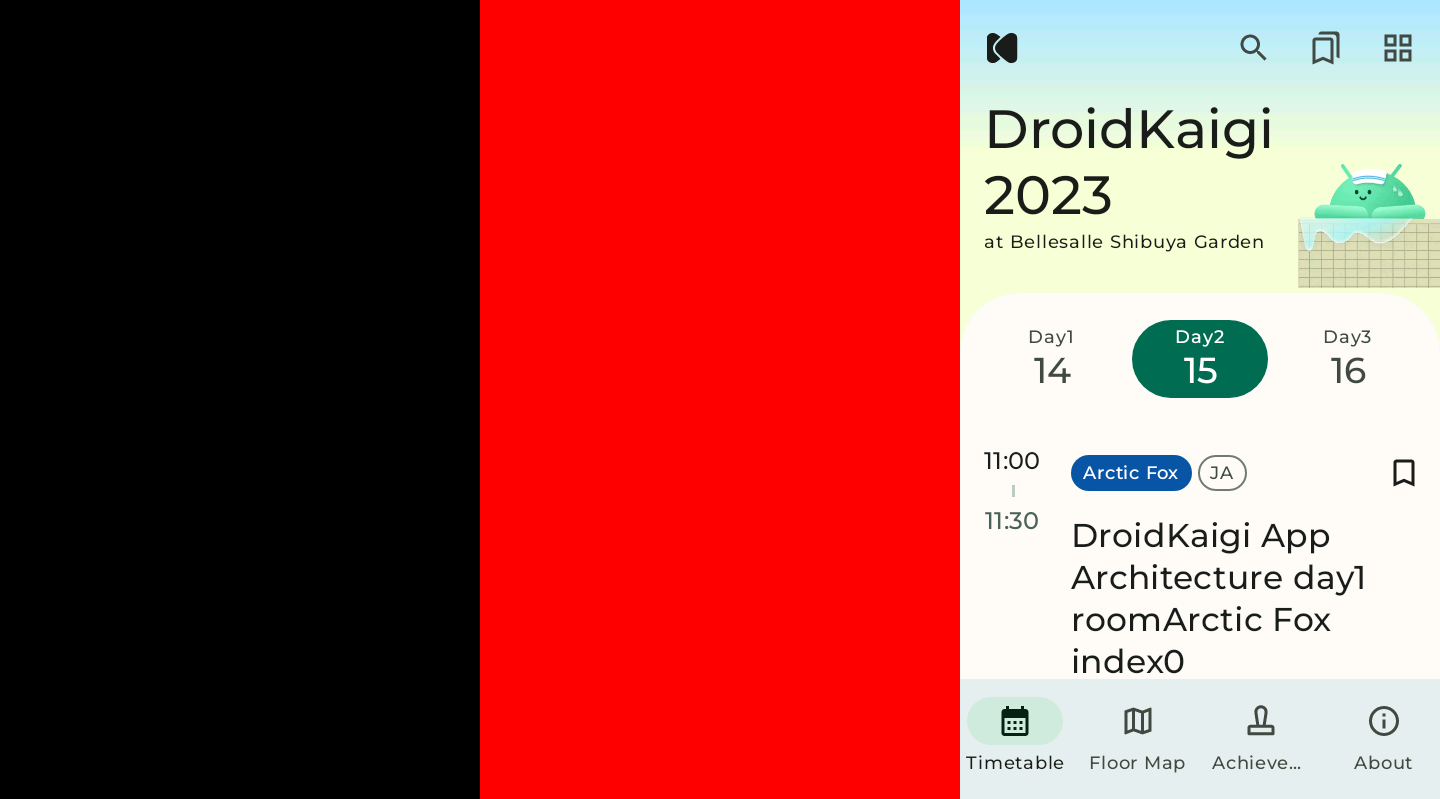 DroidKaigi
2023
at Bellesalle Shibuya Garden
Day1
14
Day2
15
Day3
16
11:00
11:30
Arctic Fox
JA
DroidKaigi App
Architecture day1
roomArctic Fox
index0
Timetable
Floor Map
Achieve…
About